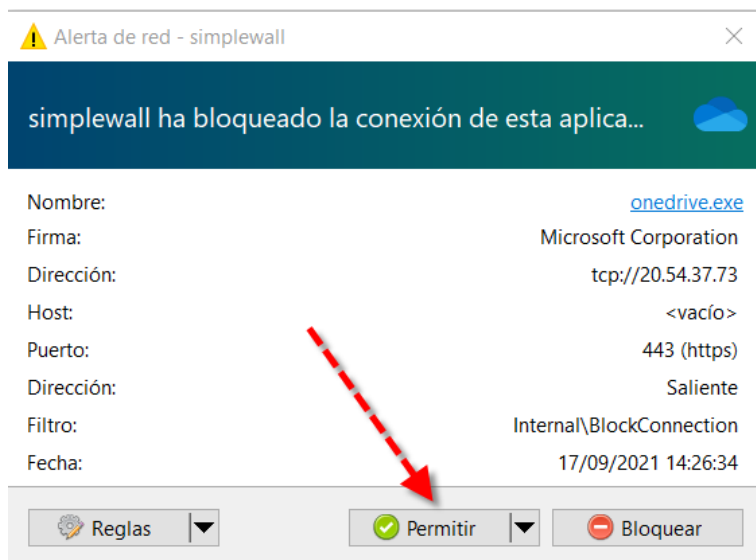 Alerta de red - simplewall
simplewall ha bloqueado la conexión de esta aplica...
Nombre: onedrive.exe
Firma: Microsoft Corporation
Dirección: tcp://20.54.37.73
Host: <vacío>
Puerto: 443 (https)
Dirección: Saliente
Filtro: Internal\BlockConnection
Fecha: 17/09/2021 14:26:34
Reglas Permitir Bloquear